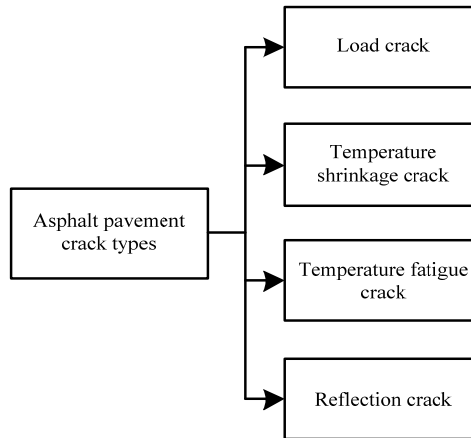 Load crack
Temperature
shrinkage crack
Asphalt pavement
crack types
Temperature fatigue
crack
Reflection crack